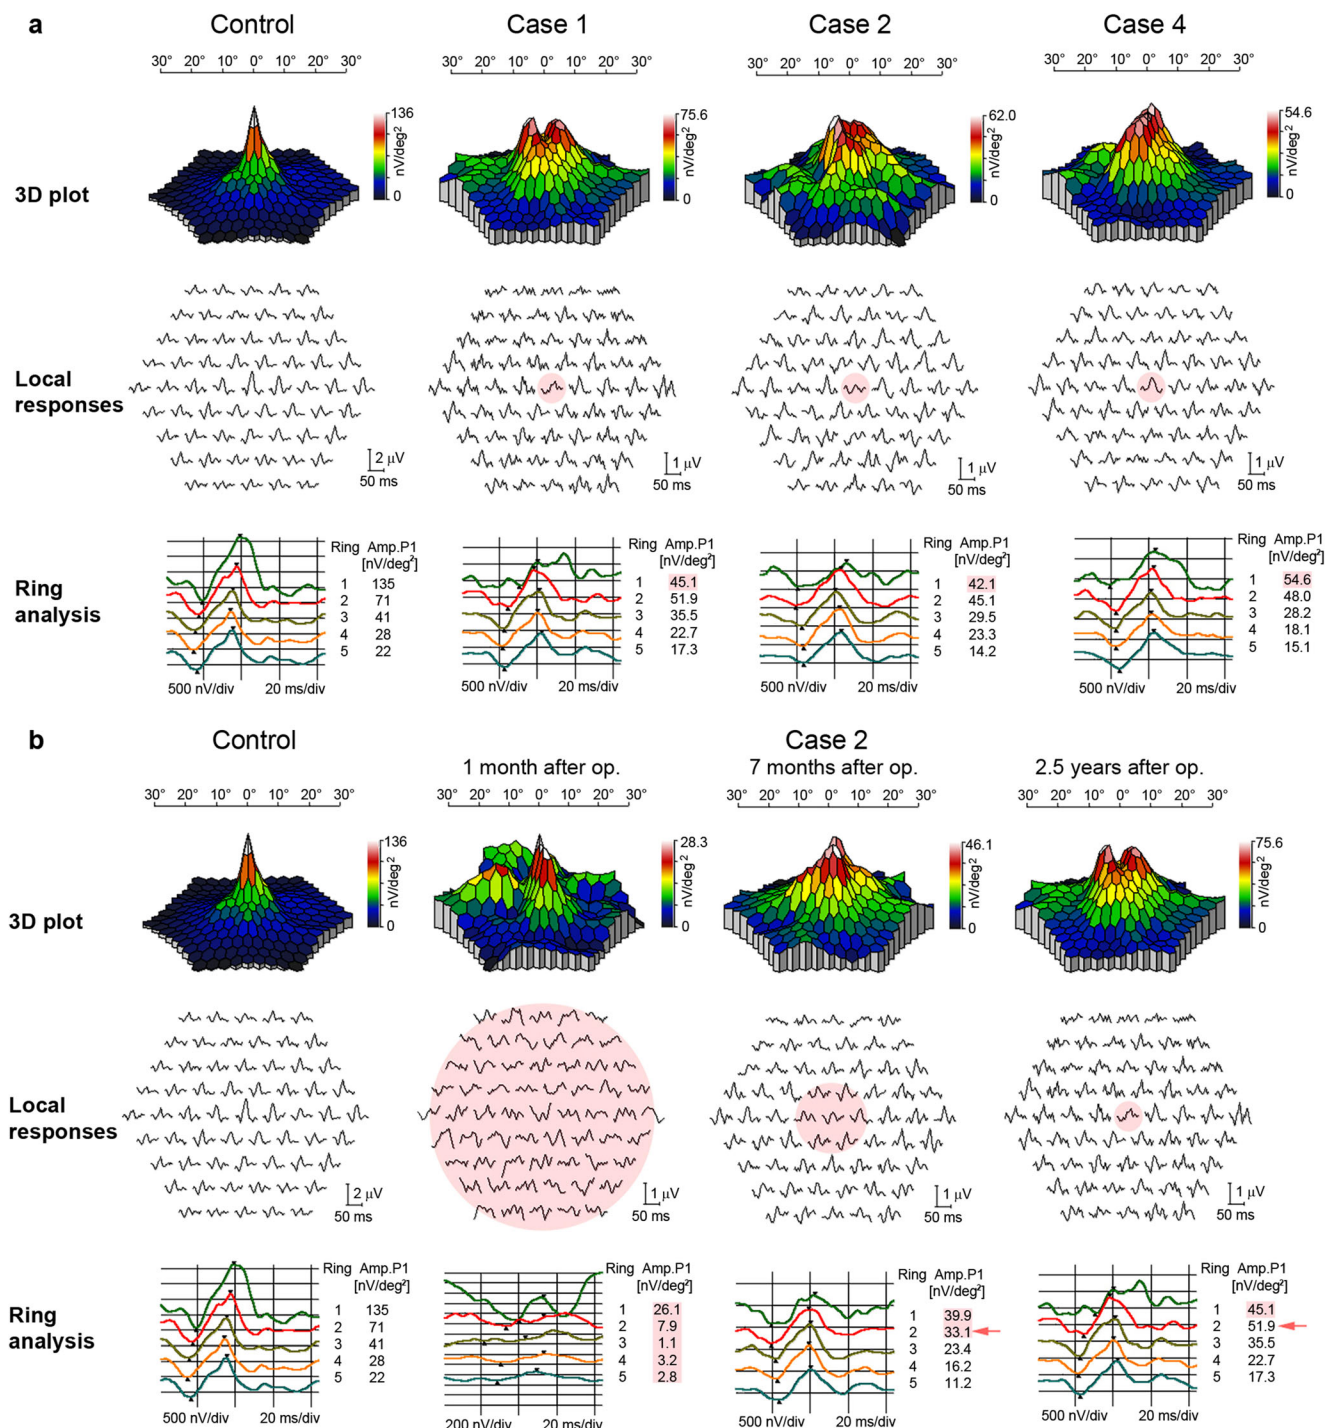 a Control Case 1 Case 2 Case 4
30° 20° 10° 0° 10° 20° 30° 30° 20° 10° 0° 10° 20° 30° 30° 20° 10° 0° 10° 20° 30° 30° 20° 10° 0° 10° 20° 30°
3D plot
136 nV/deg² 0 75.6 nV/deg² 0 62.0 nV/deg² 0 54.6 nV/deg² 0
Local
responses
2 µV 1 µV 1 µV 1 µV
50 ms 50 ms 50 ms 50 ms
Ring
analysis
Ring Amp.P1 Ring Amp.P1 Ring Amp.P1 Ring Amp.P1
[nV/deg²] [nV/deg²] [nV/deg²] [nV/deg²]
1 135 1 45.1 1 42.1 1 54.6
2 71 2 51.9 2 45.1 2 48.0
3 41 3 35.5 3 29.5 3 28.2
4 28 4 22.7 4 23.3 4 18.1
5 22 5 17.3 5 14.2 5 15.1
500 nV/div 20 ms/div 500 nV/div 20 ms/div 500 nV/div 20 ms/div 500 nV/div 20 ms/div
b Control Case 2
1 month after op. 7 months after op. 2.5 years after op.
30° 20° 10° 0° 10° 20° 30° 30° 20° 10° 0° 10° 20° 30° 30° 20° 10° 0° 10° 20° 30° 30° 20° 10° 0° 10° 20° 30°
3D plot
136 nV/deg² 0 28.3 nV/deg² 0 46.1 nV/deg² 0 75.6 nV/deg² 0
Local
responses
2 µV 1 µV 1 µV 1 µV
50 ms 50 ms 50 ms 50 ms
Ring
analysis
Ring Amp.P1 Ring Amp.P1 Ring Amp.P1 Ring Amp.P1
[nV/deg²] [nV/deg²] [nV/deg²] [nV/deg²]
1 135 1 26.1 1 39.9 1 45.1
2 71 2 7.9 2 33.1 2 51.9
3 41 3 1.1 3 23.4 3 35.5
4 28 4 3.2 4 16.2 4 22.7
5 22 5 2.8 5 11.2 5 17.3
500 nV/div 20 ms/div 200 nV/div 20 ms/div 500 nV/div 20 ms/div 500 nV/div 20 ms/div